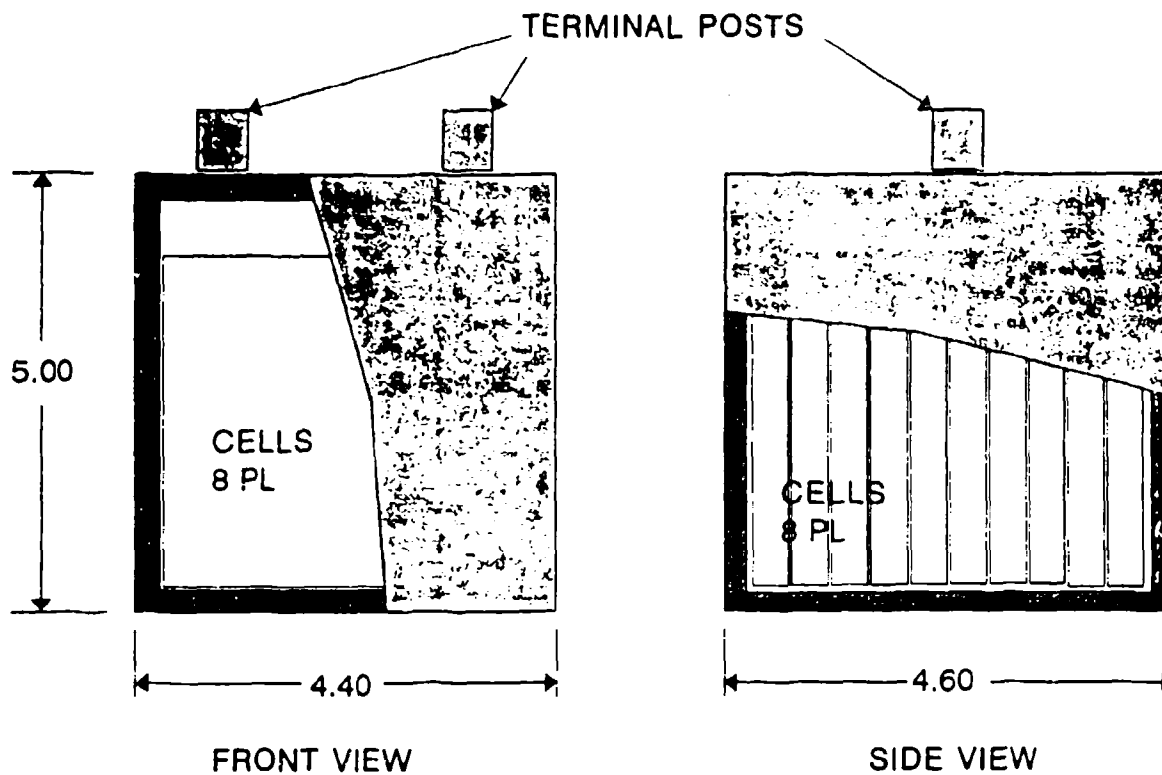 TERMINAL POSTS
5.00
CELLS
8 PL
CELLS
8 PL
4.40
4.60
FRONT VIEW
SIDE VIEW